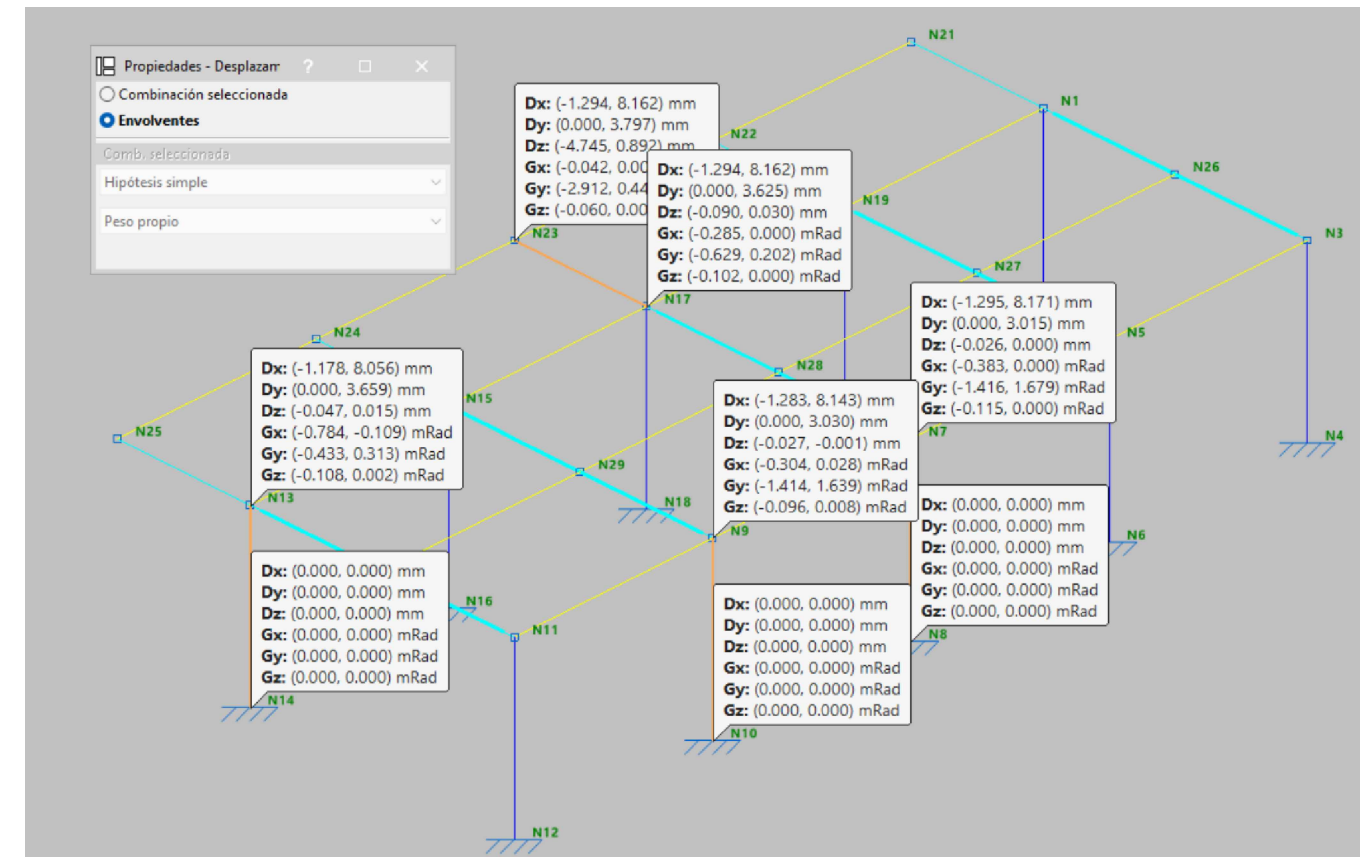 Propiedades - Desplazam
?
Combinación seleccionada
Envolventes
Comb. seleccionada
Hipótesis simple
Peso propio
N21
N1
N22
N26
N19
N3
N23
Dx: (-1.294, 8.162) mm
Dy: (0.000, 3.797) mm
Dz: (-4.745, 0.892) mm
Gx: (-0.042, 0.00
Gy: (-2.912, 0.44
Gz: (-0.060, 0.00
Dx: (-1.294, 8.162) mm
Dy: (0.000, 3.625) mm
Dz: (-0.090, 0.030) mm
Gx: (-0.285, 0.000) mRad
Gy: (-0.629, 0.202) mRad
Gz: (-0.102, 0.000) mRad
N27
N17
N24
N5
Dx: (-1.295, 8.171) mm
Dy: (0.000, 3.015) mm
Dz: (-0.026, 0.000) mm
Gx: (-0.383, 0.000) mRad
Gy: (-1.416, 1.679) mRad
Gz: (-0.115, 0.000) mRad
N28
Dx: (-1.178, 8.056) mm
Dy: (0.000, 3.659) mm
Dz: (-0.047, 0.015) mm
Gx: (-0.784, -0.109) mRad
Gy: (-0.433, 0.313) mRad
Gz: (-0.108, 0.002) mRad
N15
N25
N7
N4
Dx: (-1.283, 8.143) mm
Dy: (0.000, 3.030) mm
Dz: (-0.027, -0.001) mm
Gx: (-0.304, 0.028) mRad
Gy: (-1.414, 1.639) mRad
Gz: (-0.096, 0.008) mRad
N29
N13
N18
N9
N6
Dx: (0.000, 0.000) mm
Dy: (0.000, 0.000) mm
Dz: (0.000, 0.000) mm
Gx: (0.000, 0.000) mRad
Gy: (0.000, 0.000) mRad
Gz: (0.000, 0.000) mRad
Dx: (0.000, 0.000) mm
Dy: (0.000, 0.000) mm
Dz: (0.000, 0.000) mm
Gx: (0.000, 0.000) mRad
Gy: (0.000, 0.000) mRad
Gz: (0.000, 0.000) mRad
N16
N11
N8
Dx: (0.000, 0.000) mm
Dy: (0.000, 0.000) mm
Dz: (0.000, 0.000) mm
Gx: (0.000, 0.000) mRad
Gy: (0.000, 0.000) mRad
Gz: (0.000, 0.000) mRad
N14
N10
N12